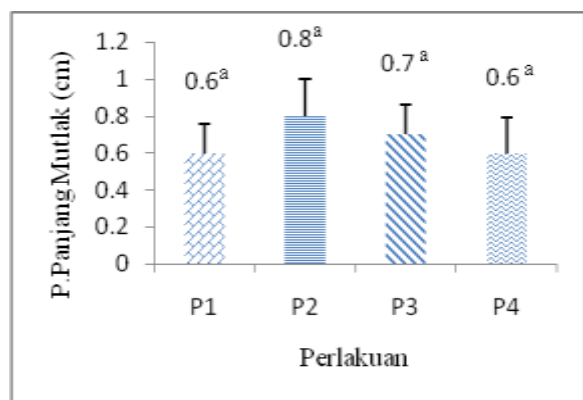 P.Panjang Mutlak (cm)
1.2
1
0.8
0.6
0.4
0.2
0
0.6a
0.8a
0.7a
0.6a
P1 P2 P3 P4
Perlakuan